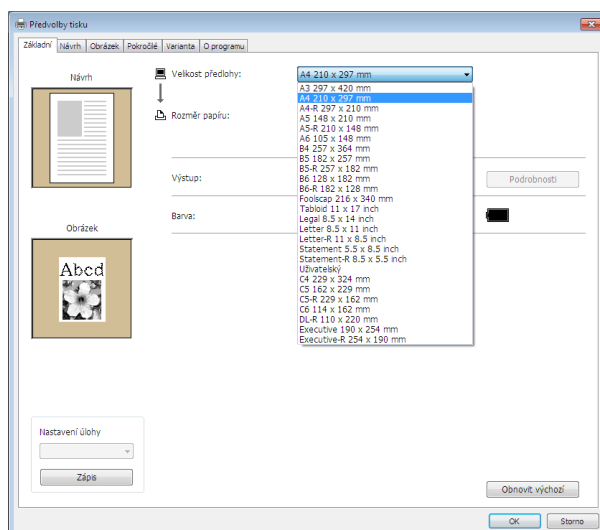 Předvolby tisku
Základní Návrh Obrázek Pokročilé Varianta O programu
Návrh
Velikost předlohy:
A4 210 x 297 mm
A3 297 x 420 mm
A4 210 x 297 mm
A4-R 297 x 210 mm
A5 148 x 210 mm
A5-R 210 x 148 mm
A6 105 x 148 mm
B4 257 x 364 mm
B5 182 x 257 mm
B5-R 257 x 182 mm
B6 128 x 182 mm
B6-R 182 x 128 mm
Foolscap 216 x 340 mm
Tabloid 11 x 17 inch
Legal 8.5 x 14 inch
Letter 8.5 x 11 inch
Letter-R 11 x 8.5 inch
Statement 5.5 x 8.5 inch
Statement-R 8.5 x 5.5 inch
Uživatelský
C4 229 x 324 mm
C5 162 x 229 mm
C5-R 229 x 162 mm
C6 114 x 162 mm
DL-R 110 x 220 mm
Executive 190 x 254 mm
Executive-R 254 x 190 mm
Rozměr papíru:
Výstup:
Podrobnosti
Barva:
Obrázek
Abcd
Nastavení úlohy
Zápis
Obnovit výchozí
OK Storno